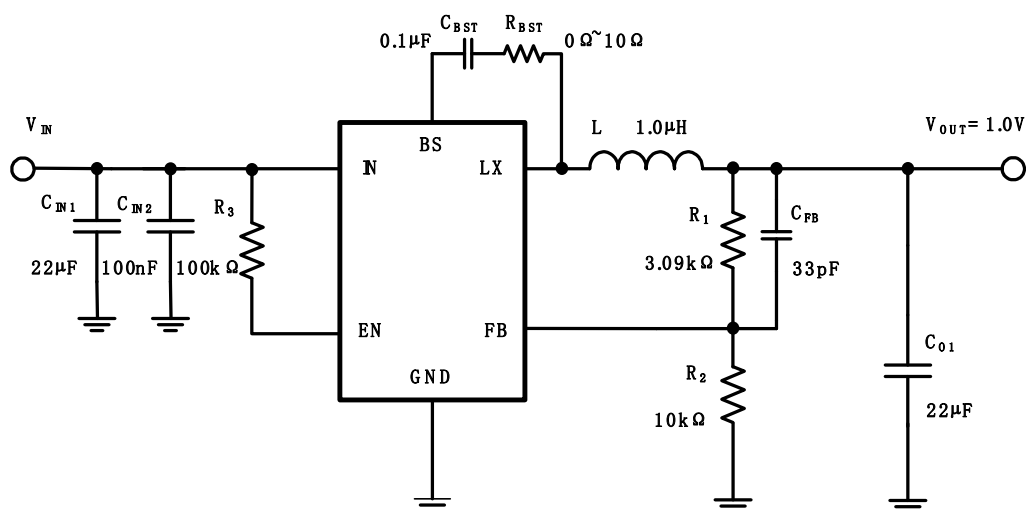 C_BST
R_BST
0.1μF
0Ω~10Ω
V_IN
BS
L
1.0μH
V_OUT= 1.0V
IN
LX
C_IN1
C_IN2
R_3
R_1
C_FB
22μF
100nF
100kΩ
3.09kΩ
33pF
EN
FB
C_O1
GND
R_2
10kΩ
22μF